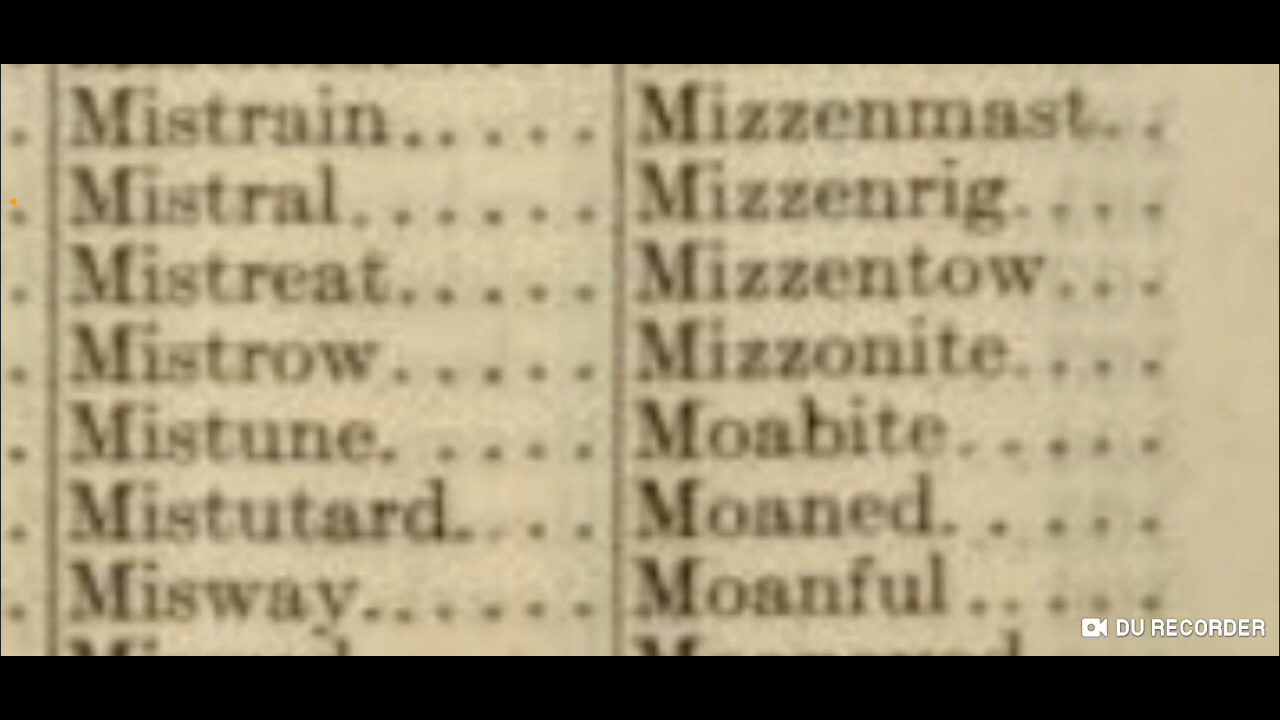 Mistrain.....
Mistral......
Mistreat.....
Mistrow.....
Mistune.....
Mistutard....
Misway......
Mizzenmast..
Mizzenrig....
Mizzentow...
Mizzonite....
Moabite.....
Moaned.....
Moanful.....
DU RECORDER